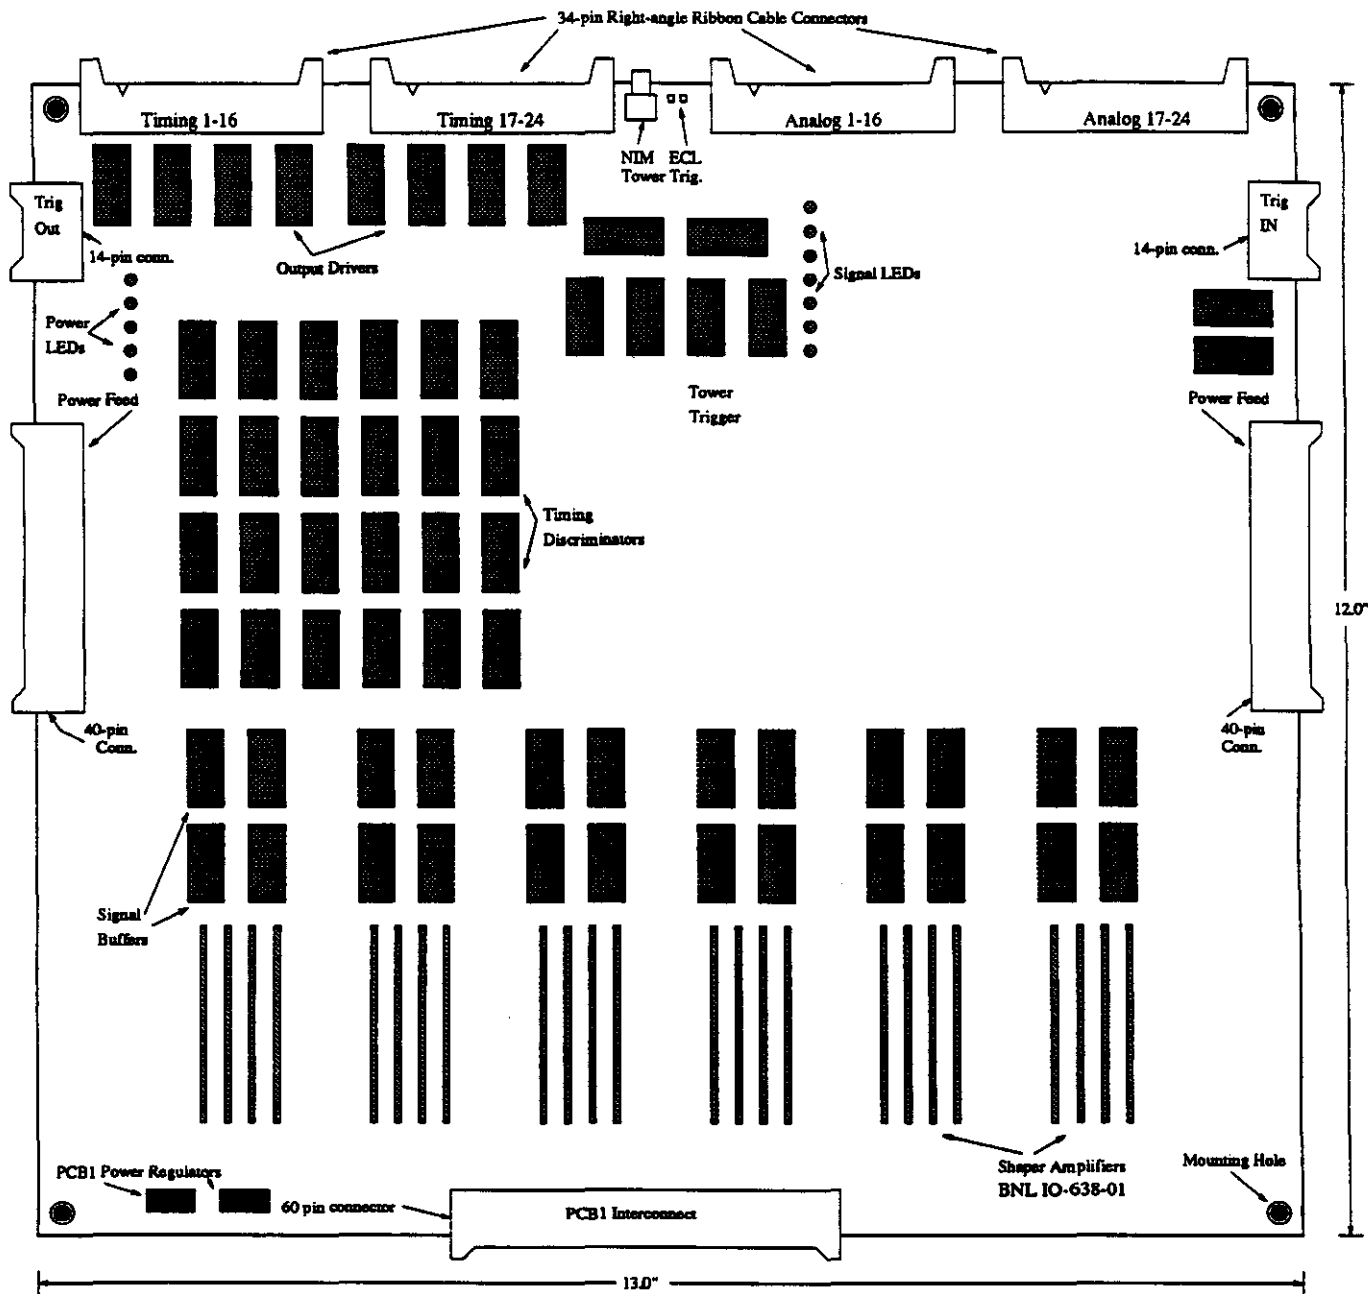 34-pin Right-angle Ribbon Cable Connectors
Timing 1-16
Timing 17-24
Analog 1-16
Analog 17-24
NIM ECL
Tower Trig.
Trig
Out
Trig
IN
14-pin conn.
Output Drivers
Signal LEDs
14-pin conn.
Power
LEDs
Power Feed
Tower
Trigger
Power Feed
Timing
Discriminators
12.0"
40-pin
Conn.
40-pin
Conn.
Signal
Buffers
Shaper Amplifiers
BNL IO-638-01
Mounting Hole
PCB1 Power Regulators
60 pin connector
PCB1 Interconnect
13.0"